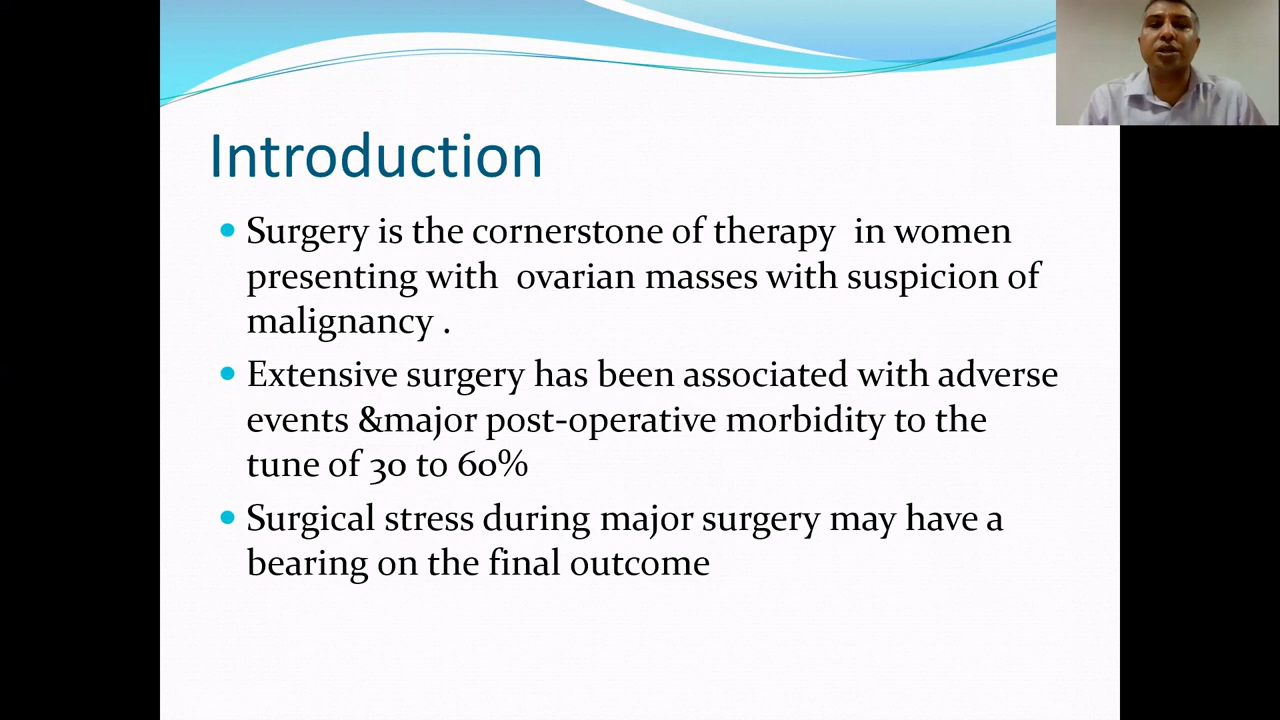 Introduction
Surgery is the cornerstone of therapy in women
presenting with ovarian masses with suspicion of
malignancy .
Extensive surgery has been associated with adverse
events &major post-operative morbidity to the
tune of 30 to 60%
Surgical stress during major surgery may have a
bearing on the final outcome